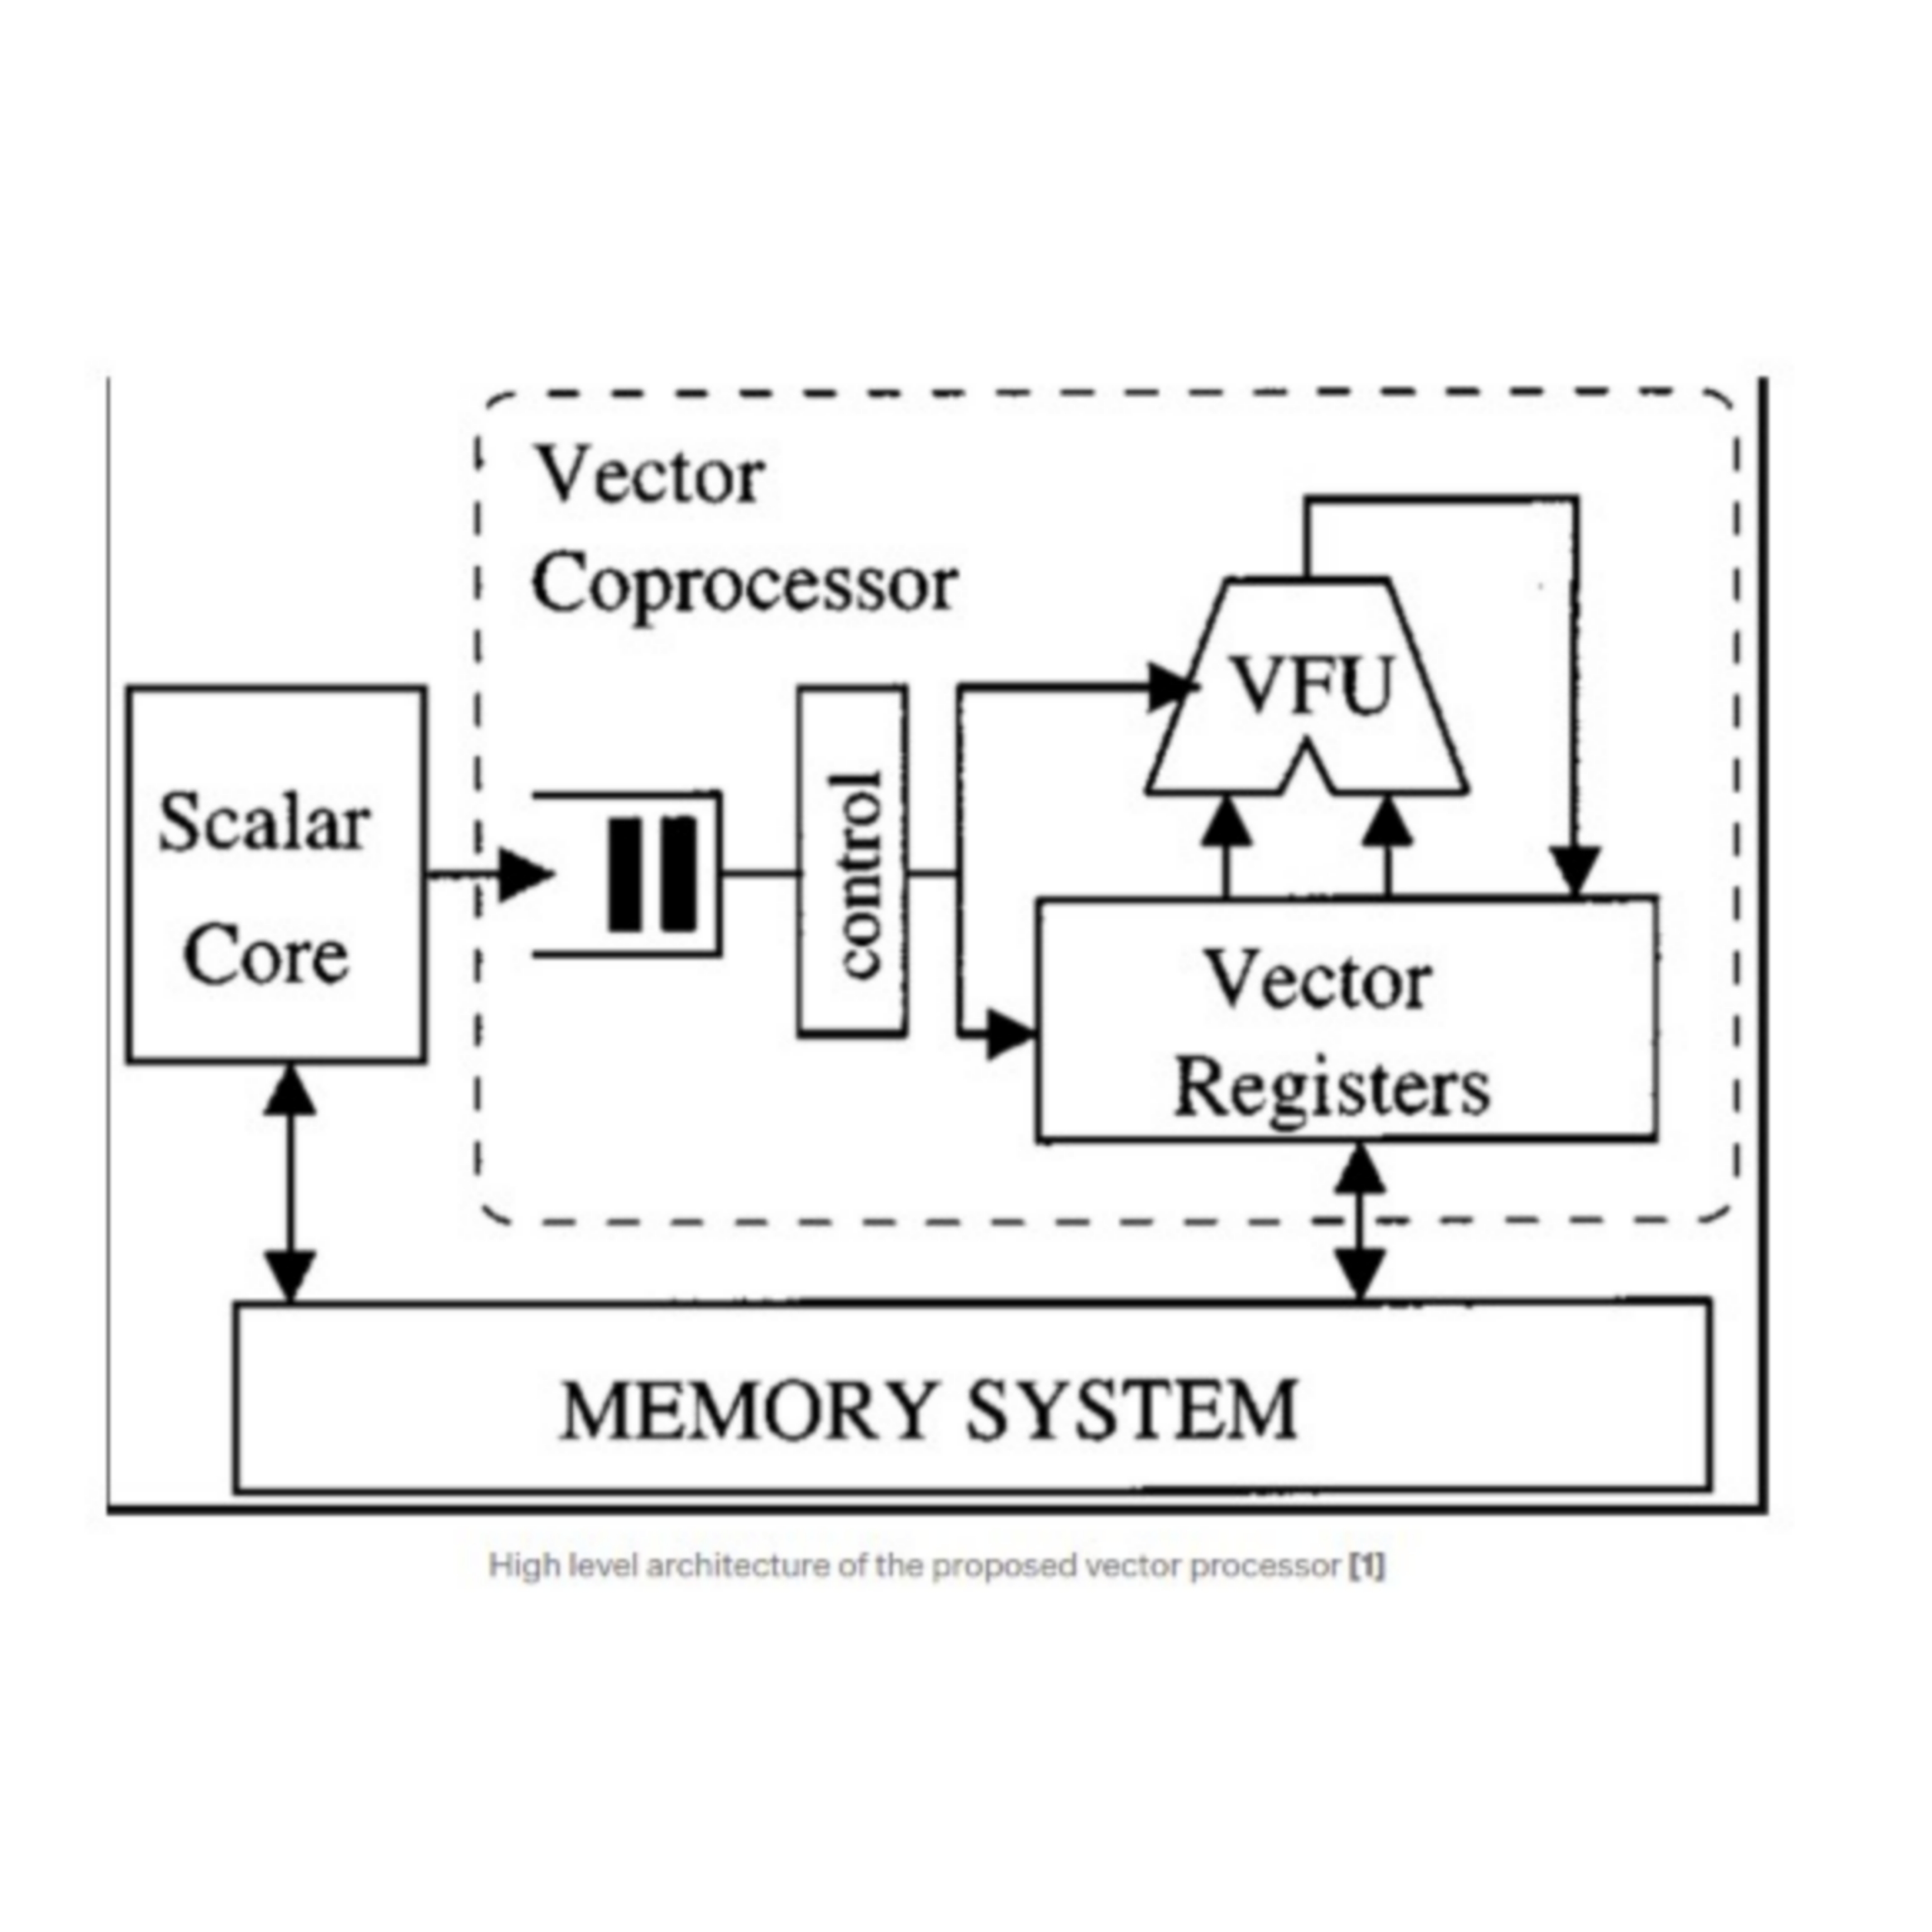 Vector
Coprocessor
VFU
Scalar
Core
control
Vector
Registers
MEMORY SYSTEM
High level architecture of the proposed vector processor [1]